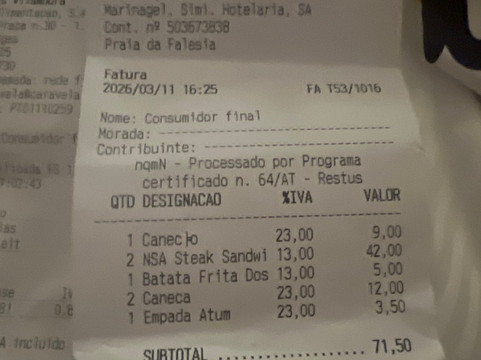 Marinagel, Simi. Hotelaria, SA
Cont. nº 503673838
Praia da Falesia
Fatura
2026/03/11 16:25 FA T53/1016
Nome: Consumidor final
Morada: --------------------------------
Contribuinte: --------------------------
nqmN - Processado por Programa
certificado n. 64/AT - Restus
QTD DESIGNACAO %IVA VALOR
1 Canecão 23,00 9,00
2 NSA Steak Sandwi 13,00 42,00
1 Batata Frita Dos 13,00 5,00
2 Caneca 23,00 12,00
1 Empada Atum 23,00 3,50
SUBTOTAL .................. 71,50